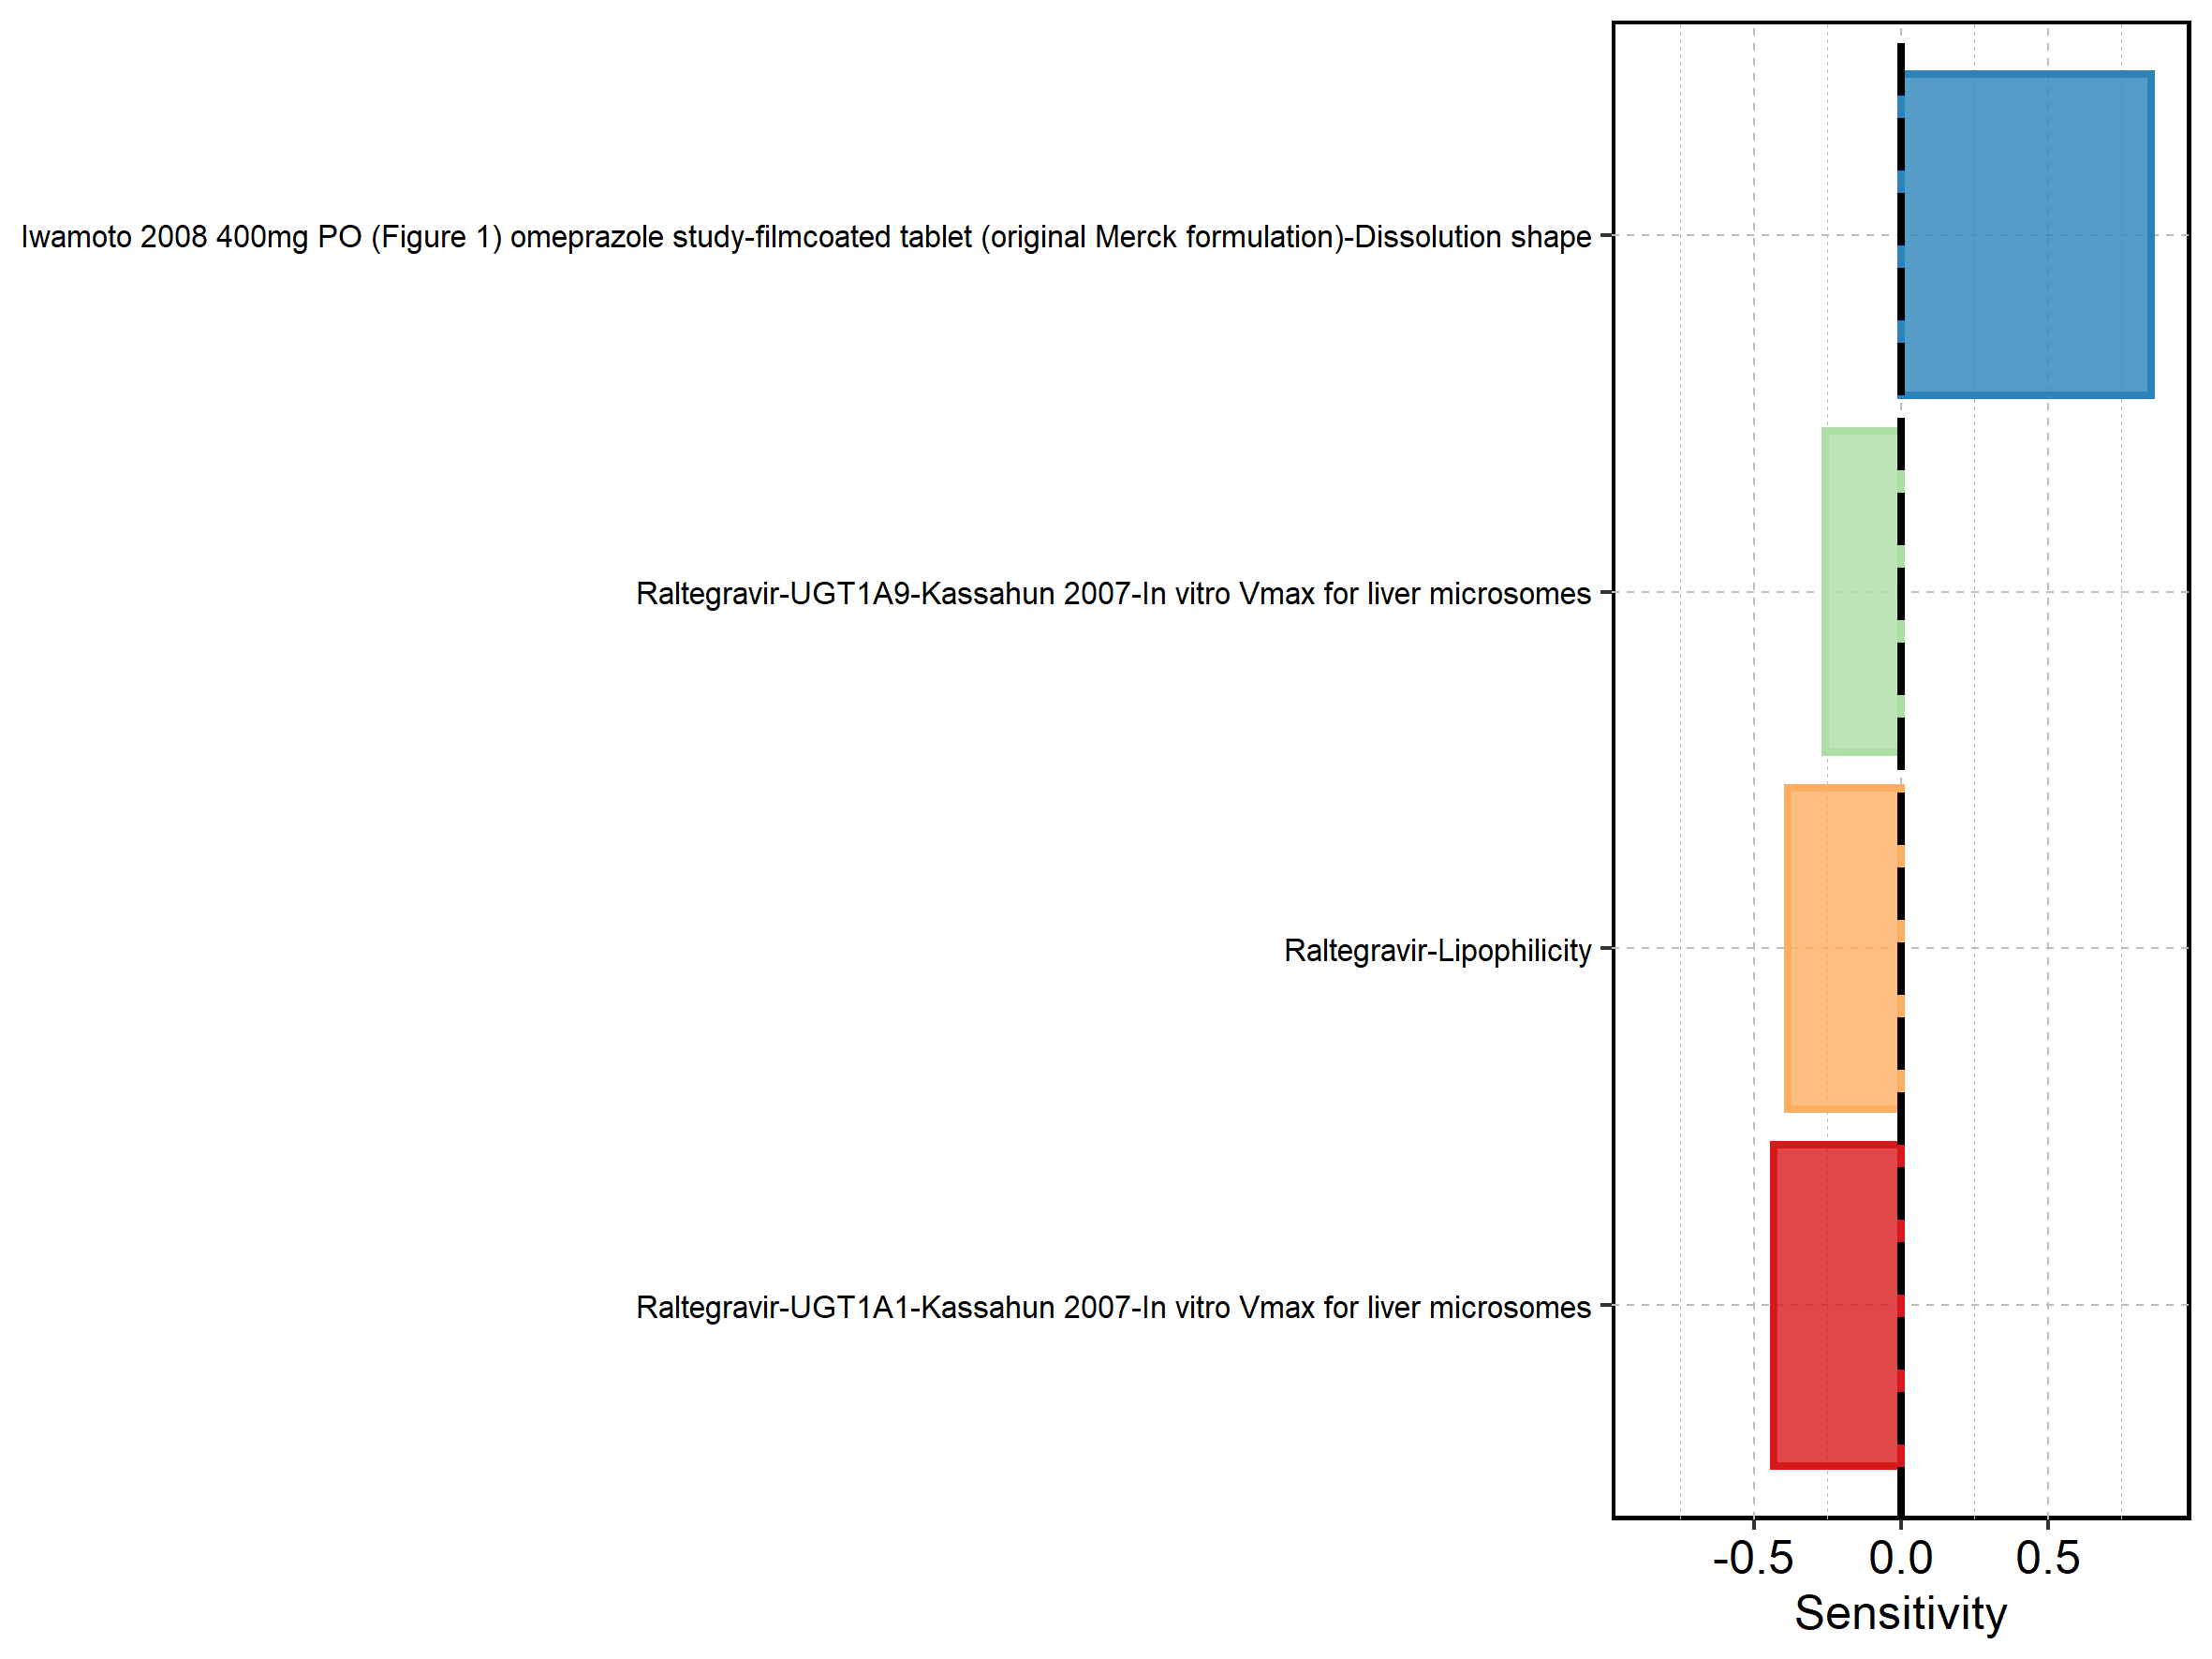 Iwamoto 2008 400mg PO (Figure 1) omeprazole study-filmcoated tablet (original Merck formulation)-Dissolution shape
Raltegravir-UGT1A9-Kassahun 2007-In vitro Vmax for liver microsomes
Raltegravir-Lipophilicity
Raltegravir-UGT1A1-Kassahun 2007-In vitro Vmax for liver microsomes
-0.5 0.0 0.5
Sensitivity